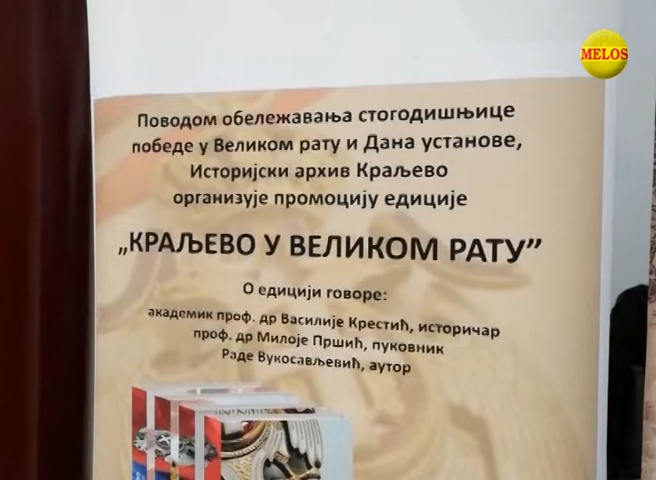 MELOS
Поводом обележавања стогодишњице
победе у Великом рату и Дана установе,
Историјски архив Краљево
организује промоцију едиције
„КРАЉЕВО У ВЕЛИКОМ РАТУ”
О едицији говоре:
академик проф. др Василије Крестић, историчар
проф. др Милоје Пршић, пуковник
Раде Вукосављевић, аутор